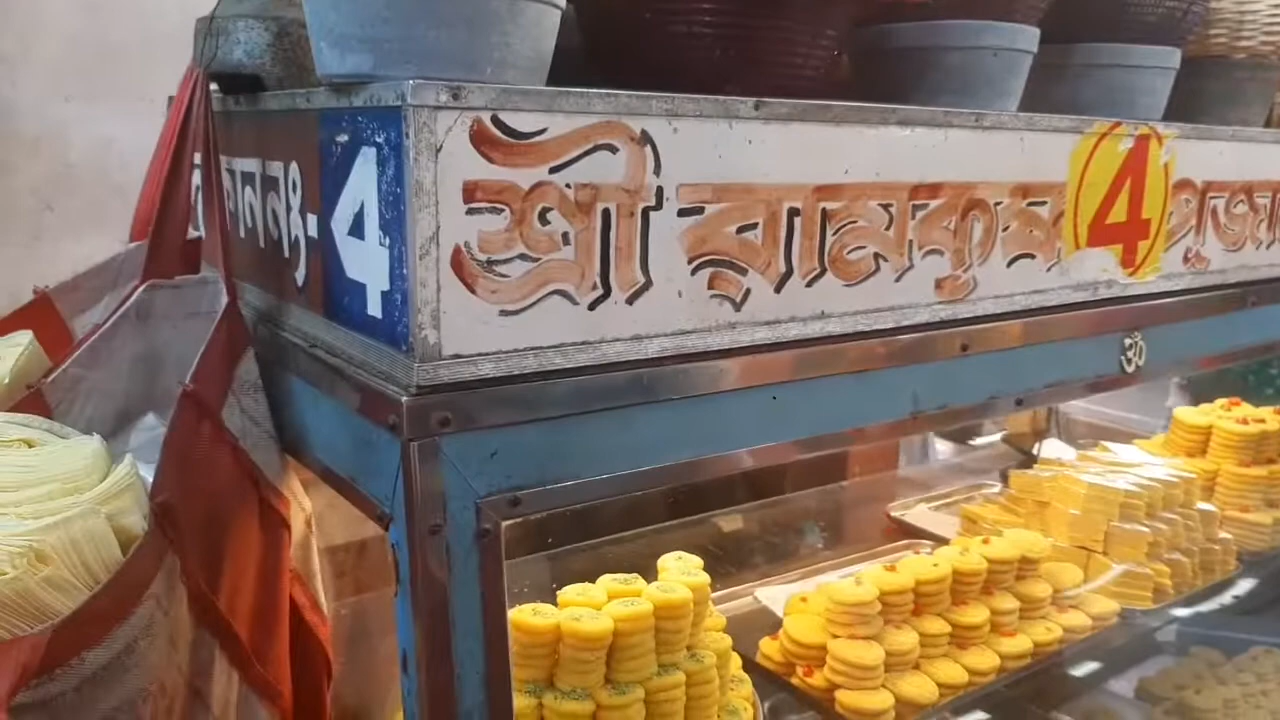 কান নং- 4
শ্রী রামকৃষ্ণ 4 পূজা
ॐ